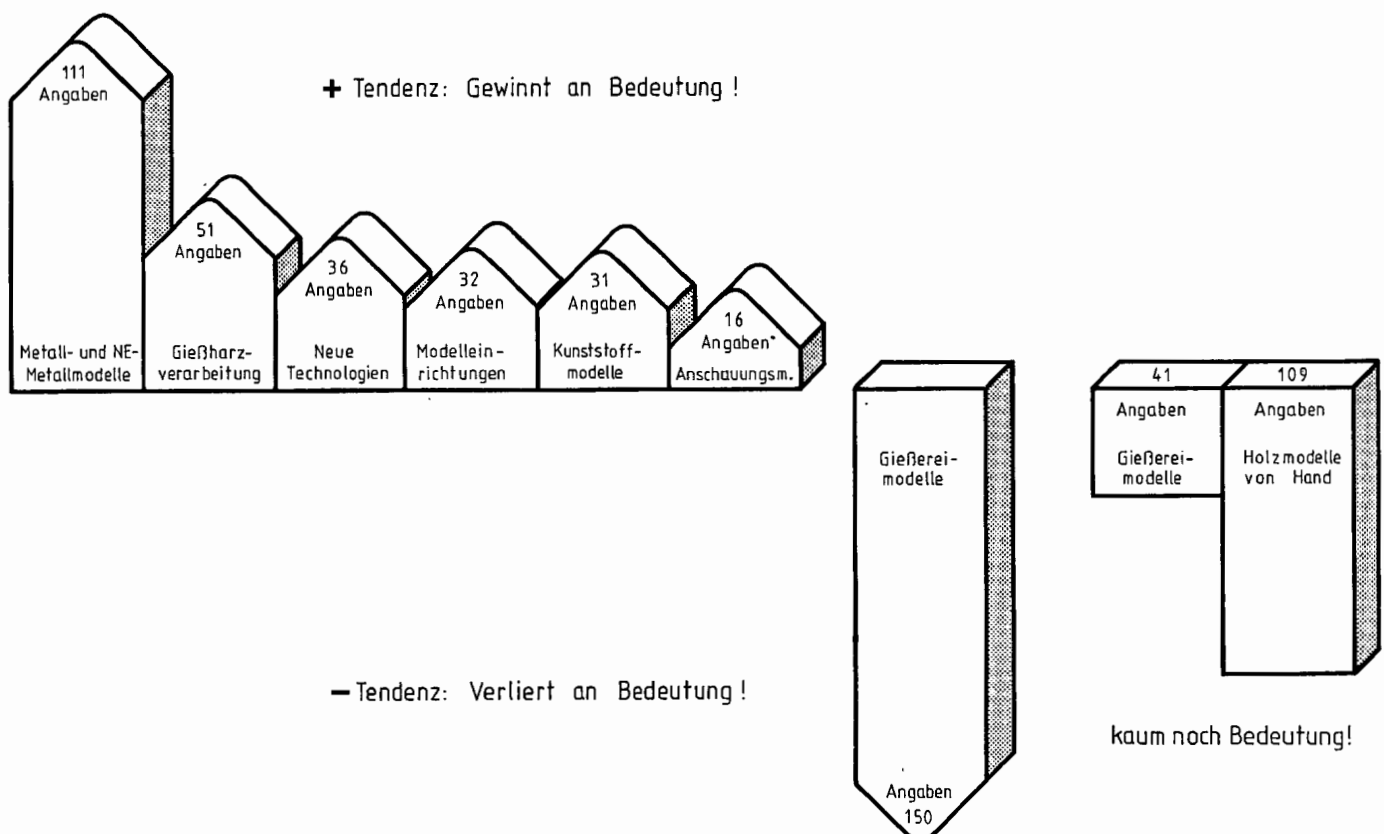 111
Angaben
+ Tendenz: Gewinnt an Bedeutung !
51
Angaben
36
Angaben
32
Angaben
31
Angaben
16
Angaben
Metall- und NE-
Metallmodelle
Gießharz-
verarbeitung
Neue
Technologien
Modellein-
richtungen
Kunststoff-
modelle
Anschauungsm.
Gießerei-
modelle
Angaben
150
41
Angaben
Gießerei-
modelle
109
Angaben
Holzmodelle
von Hand
– Tendenz: Verliert an Bedeutung !
kaum noch Bedeutung!